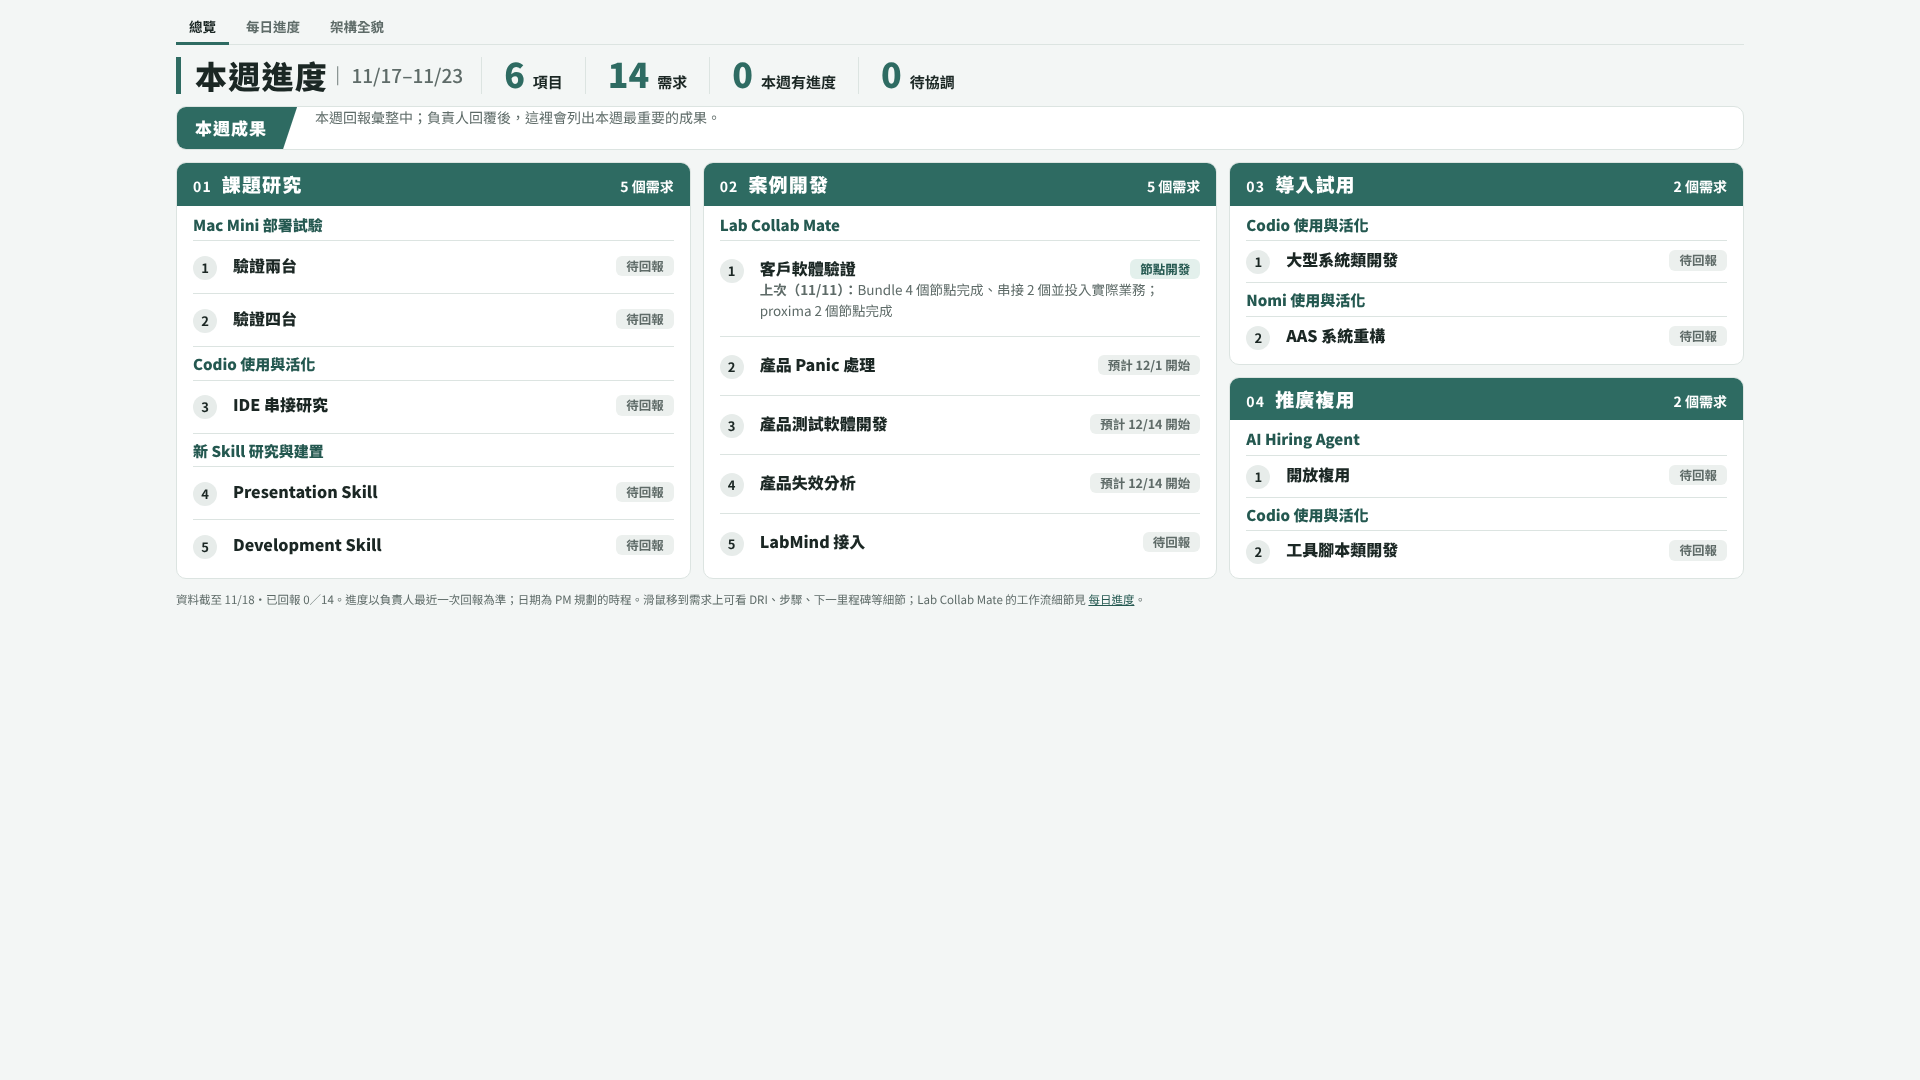 總覽 每日進度 架構全貌
本週進度 | 11/17–11/23 6 項目 14 需求 0 本週有進度 0 待協調
本週成果 本週回報彙整中；負責人回覆後，這裡會列出本週最重要的成果。
01 課題研究 5 個需求
Mac Mini 部署試驗
1 驗證兩台 待回報
2 驗證四台 待回報
Codio 使用與活化
3 IDE 串接研究 待回報
新 Skill 研究與建置
4 Presentation Skill 待回報
5 Development Skill 待回報
02 案例開發 5 個需求
Lab Collab Mate
1 客戶軟體驗證 節點開發
上次（11/11）：Bundle 4 個節點完成、串接 2 個並投入實際業務；
proxima 2 個節點完成
2 產品 Panic 處理 預計 12/1 開始
3 產品測試軟體開發 預計 12/14 開始
4 產品失效分析 預計 12/14 開始
5 LabMind 接入 待回報
03 導入試用 2 個需求
Codio 使用與活化
1 大型系統類開發 待回報
Nomi 使用與活化
2 AAS 系統重構 待回報
04 推廣複用 2 個需求
AI Hiring Agent
1 開放複用 待回報
Codio 使用與活化
2 工具腳本類開發 待回報
資料截至 11/18・已回報 0／14。進度以負責人最近一次回報為準；日期為 PM 規劃的時程。滑鼠移到需求上可看 DRI、步驟、下一里程碑等細節；Lab Collab Mate 的工作流細節見 每日進度。